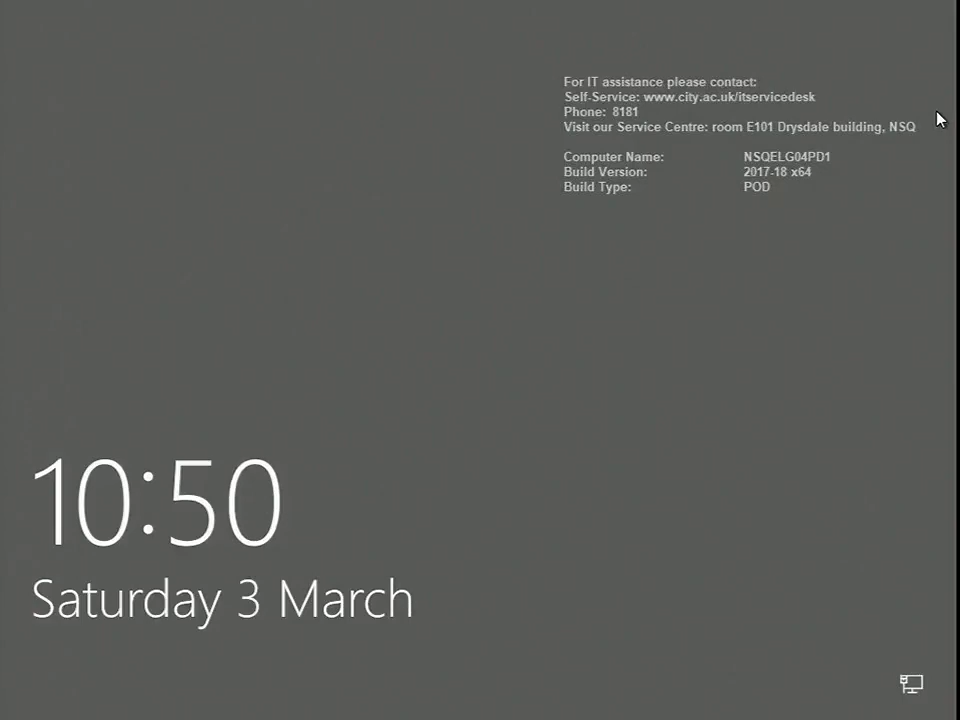 For IT assistance please contact:
Self-Service: www.city.ac.uk/itservicedesk
Phone: 8181
Visit our Service Centre: room E101 Drysdale building, NSQ
Computer Name: NSQELG04PD1
Build Version: 2017-18 x64
Build Type: POD
10:50
Saturday 3 March